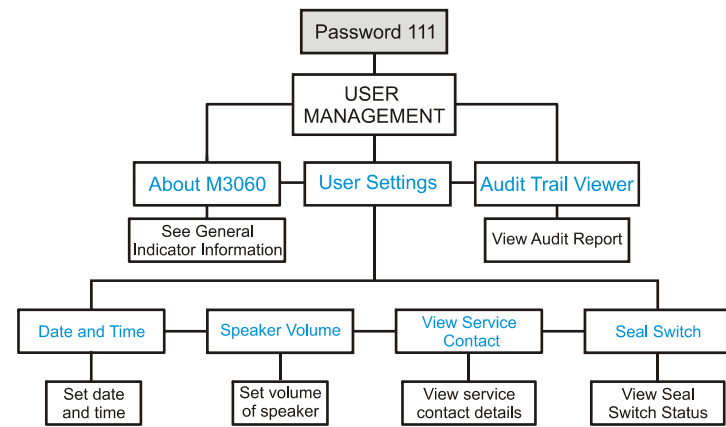 Password 111
USER
MANAGEMENT
About M3060
User Settings
Audit Trail Viewer
See General
Indicator Information
View Audit Report
Date and Time
Speaker Volume
View Service
Contact
Seal Switch
Set date
and time
Set volume
of speaker
View service
contact details
View Seal
Switch Status